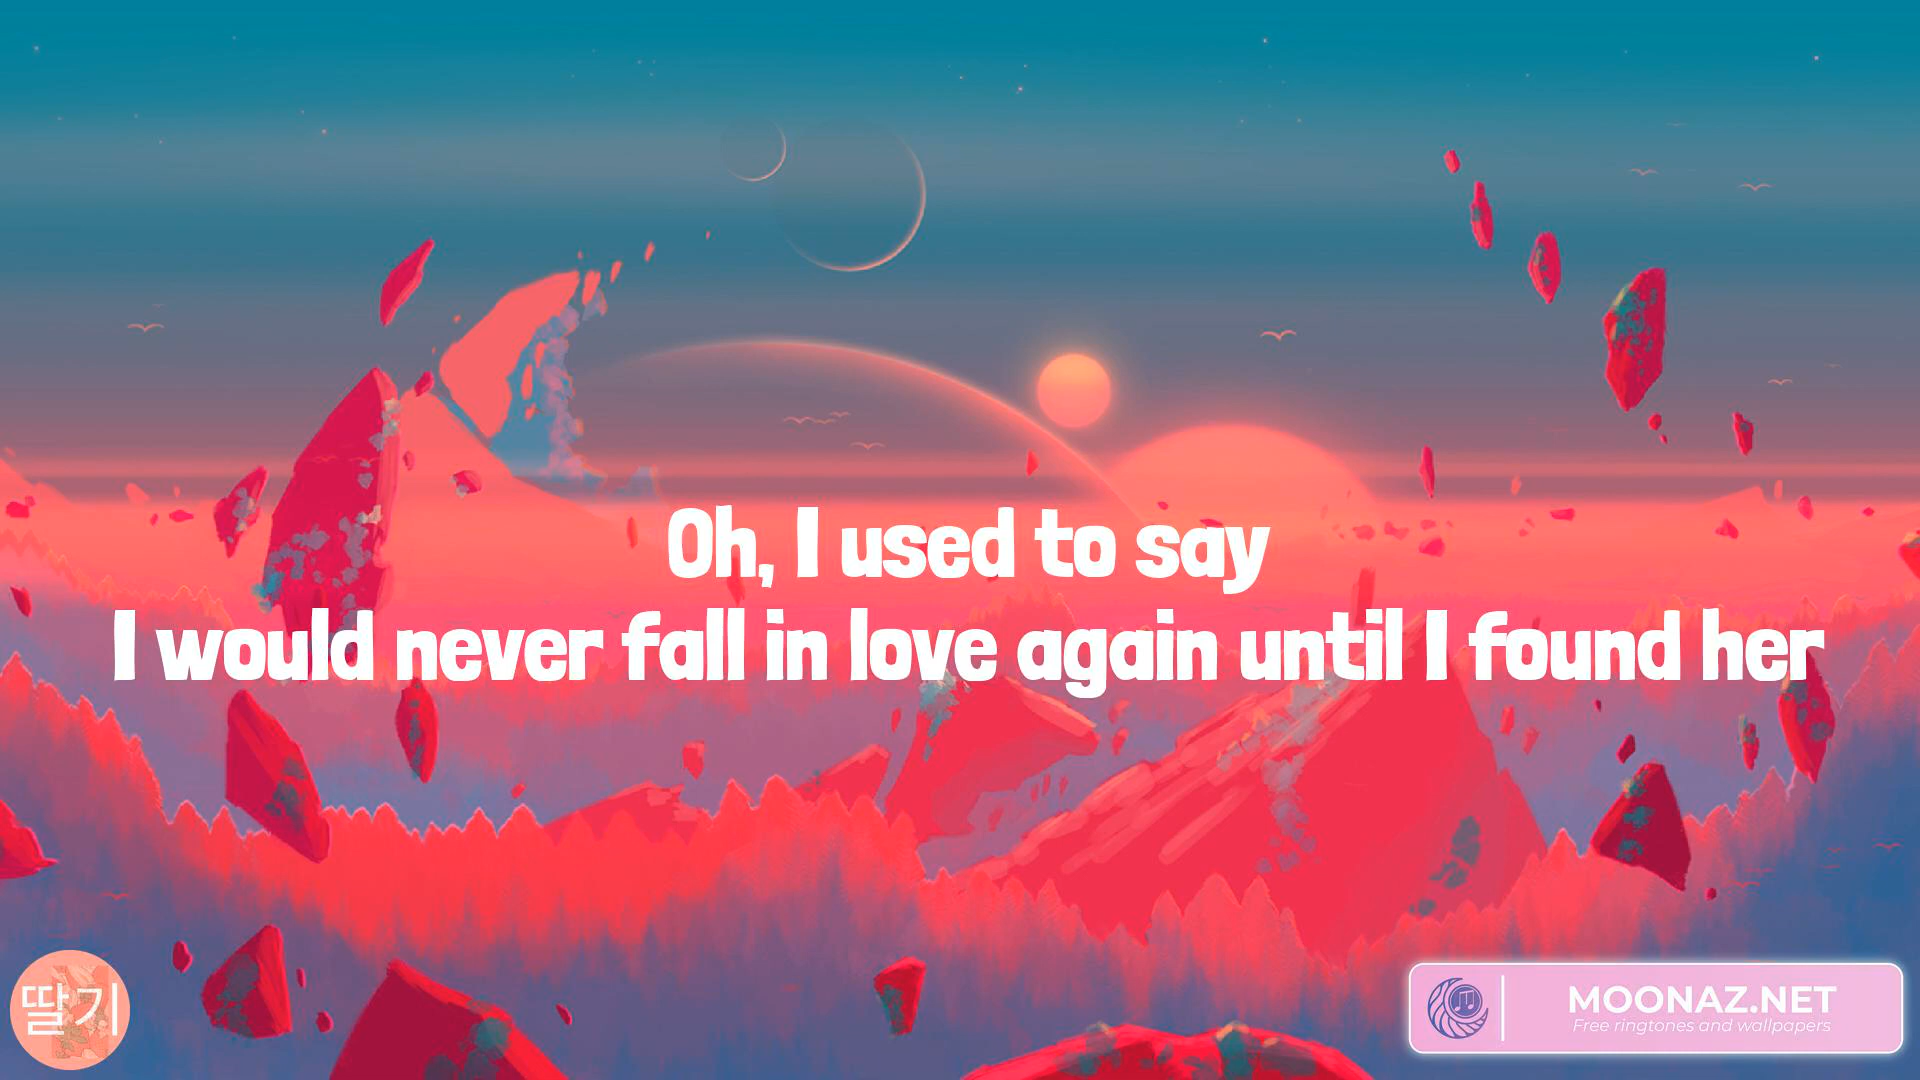 Oh, I used to say
I would never fall in love again until I found her
딸기
MOONAZ.NET
Free ringtones and wallpapers